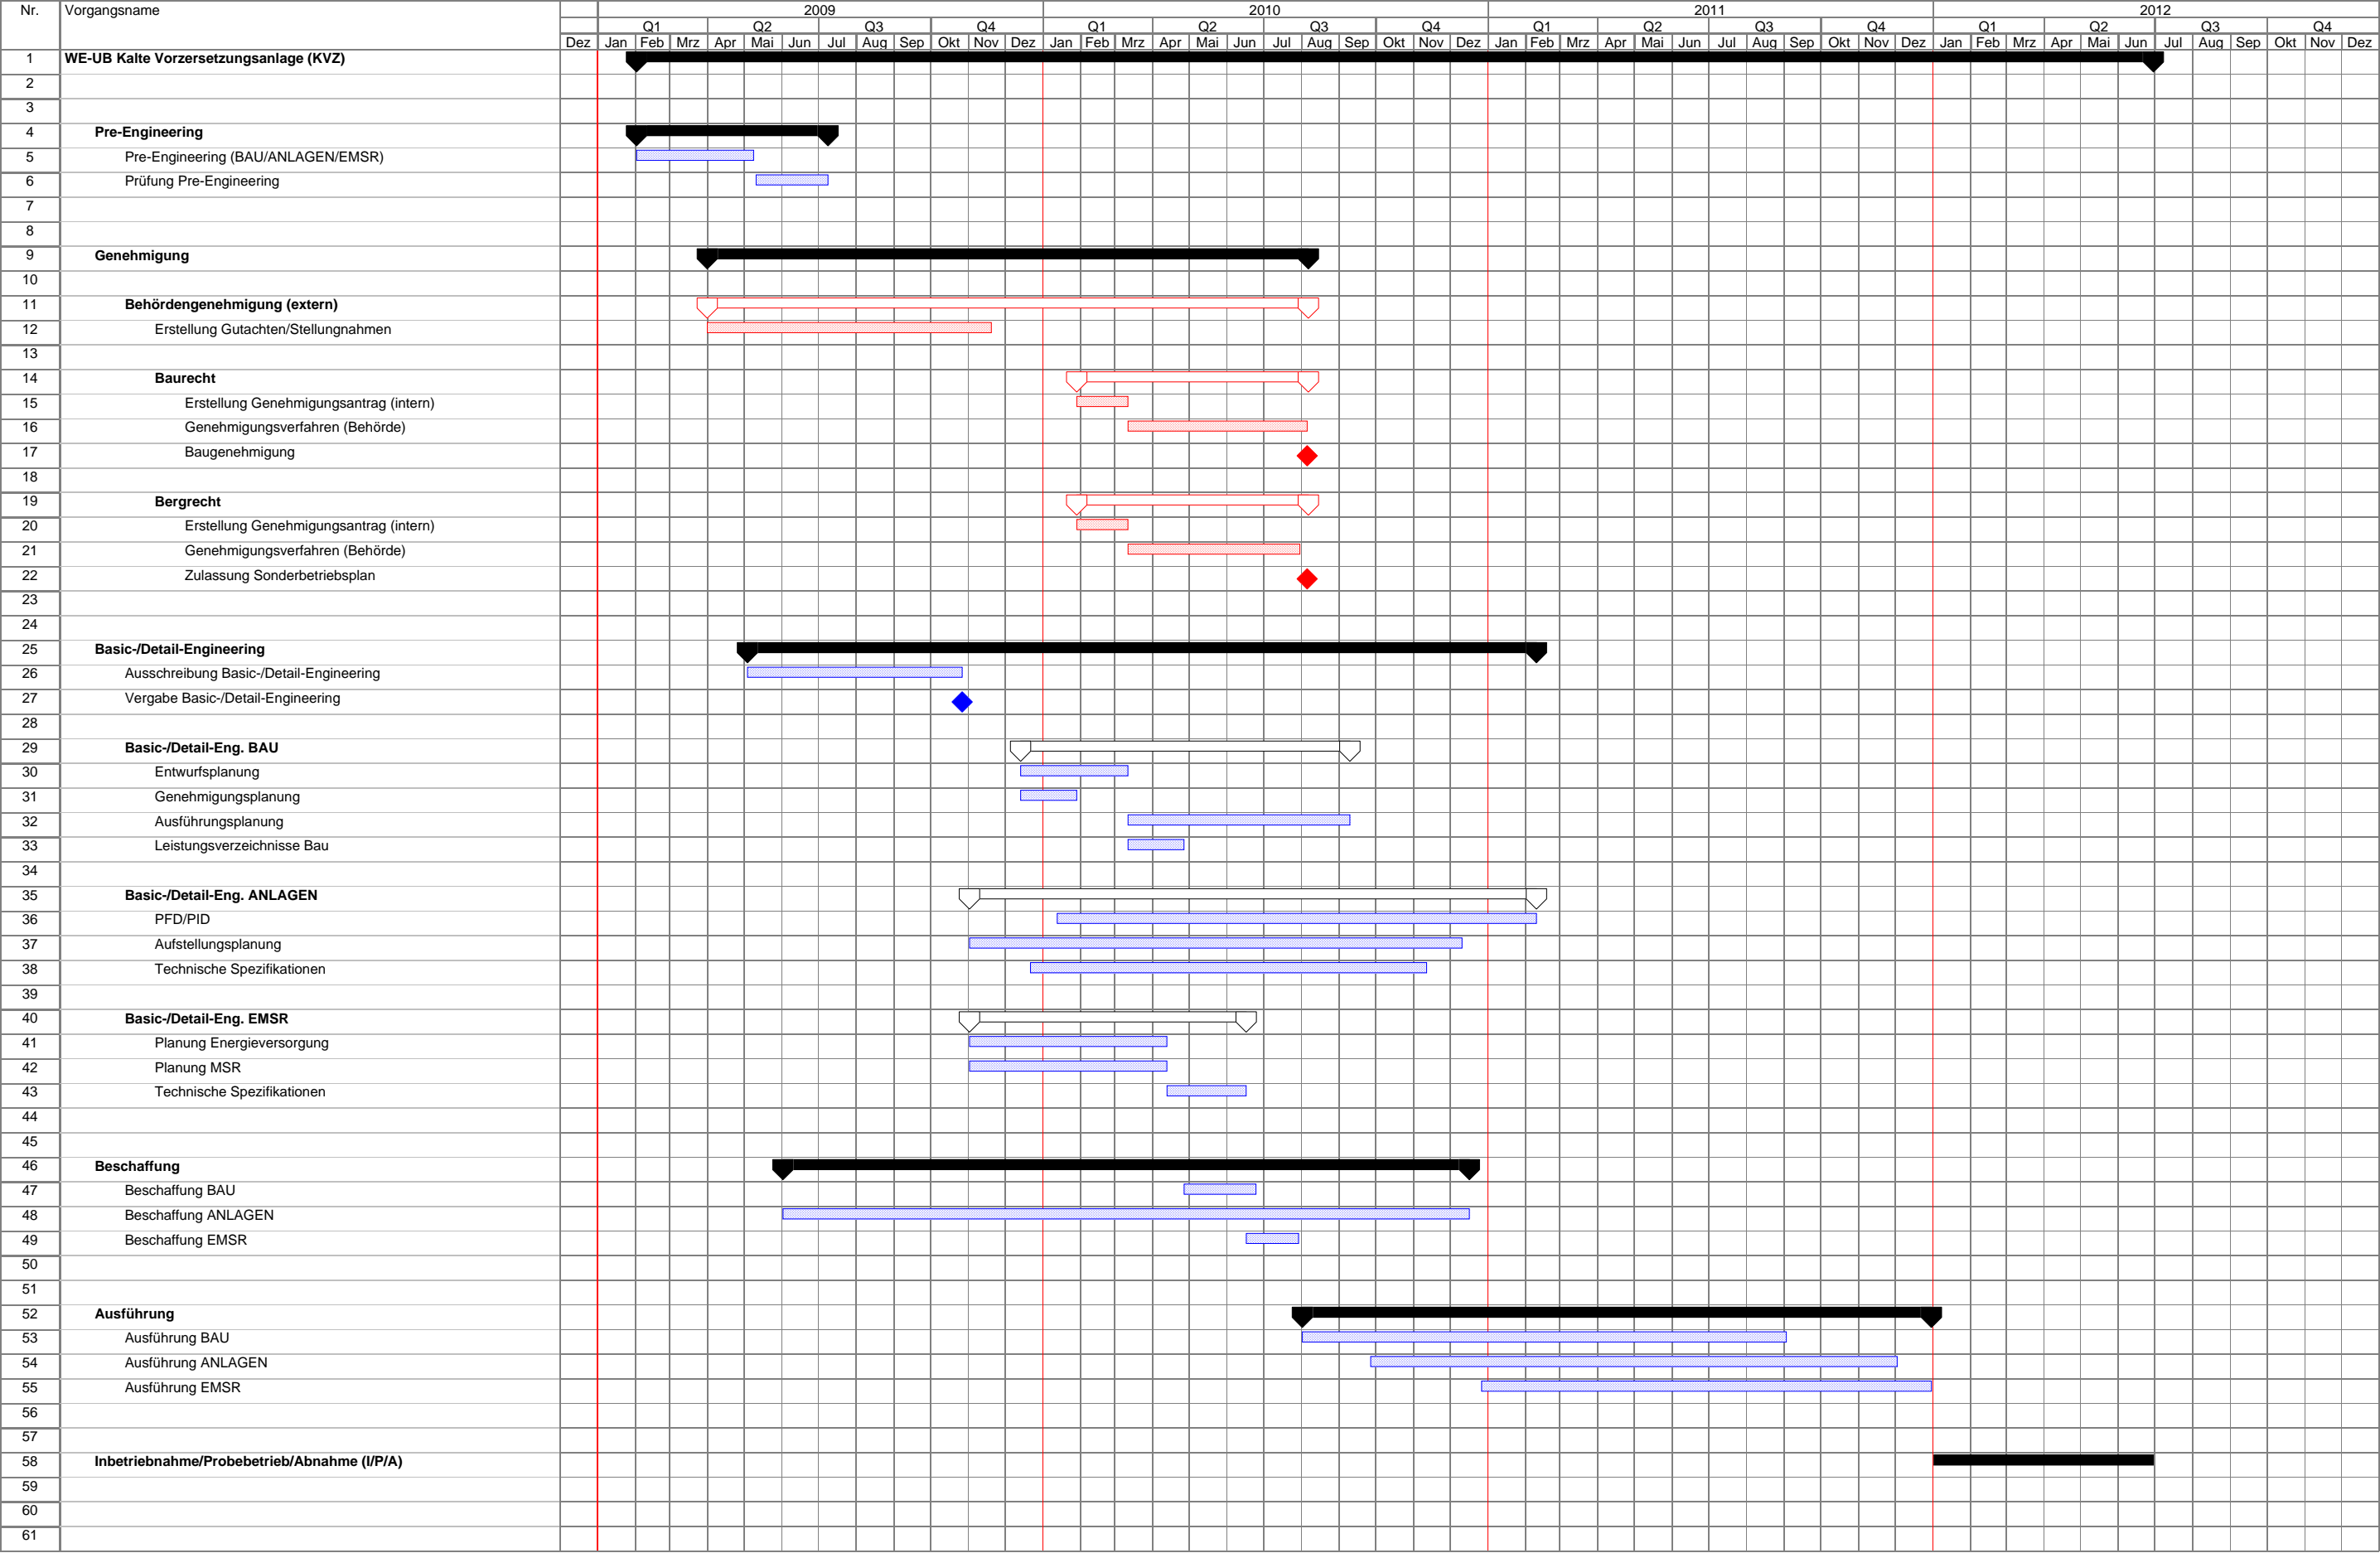 Nr. Vorgangsname 2009 2010 2011 2012
Q1 Q2 Q3 Q4 Q1 Q2 Q3 Q4 Q1 Q2 Q3 Q4 Q1 Q2 Q3 Q4
Dez Jan Feb Mrz Apr Mai Jun Jul Aug Sep Okt Nov Dez Jan Feb Mrz Apr Mai Jun Jul Aug Sep Okt Nov Dez Jan Feb Mrz Apr Mai Jun Jul Aug Sep Okt Nov Dez Jan Feb Mrz Apr Mai Jun Jul Aug Sep Okt Nov Dez
1 WE-UB Kalte Vorzersetzungsanlage (KVZ)
2
3
4 Pre-Engineering
5 Pre-Engineering (BAU/ANLAGEN/EMSR)
6 Prüfung Pre-Engineering
7
8
9 Genehmigung
10
11 Behördengenehmigung (extern)
12 Erstellung Gutachten/Stellungnahmen
13
14 Baurecht
15 Erstellung Genehmigungsantrag (intern)
16 Genehmigungsverfahren (Behörde)
17 Baugenehmigung
18
19 Bergrecht
20 Erstellung Genehmigungsantrag (intern)
21 Genehmigungsverfahren (Behörde)
22 Zulassung Sonderbetriebsplan
23
24
25 Basic-/Detail-Engineering
26 Ausschreibung Basic-/Detail-Engineering
27 Vergabe Basic-/Detail-Engineering
28
29 Basic-/Detail-Eng. BAU
30 Entwurfsplanung
31 Genehmigungsplanung
32 Ausführungsplanung
33 Leistungsverzeichnisse Bau
34
35 Basic-/Detail-Eng. ANLAGEN
36 PFD/PID
37 Aufstellungsplanung
38 Technische Spezifikationen
39
40 Basic-/Detail-Eng. EMSR
41 Planung Energieversorgung
42 Planung MSR
43 Technische Spezifikationen
44
45
46 Beschaffung
47 Beschaffung BAU
48 Beschaffung ANLAGEN
49 Beschaffung EMSR
50
51
52 Ausführung
53 Ausführung BAU
54 Ausführung ANLAGEN
55 Ausführung EMSR
56
57
58 Inbetriebnahme/Probebetrieb/Abnahme (I/P/A)
59
60
61